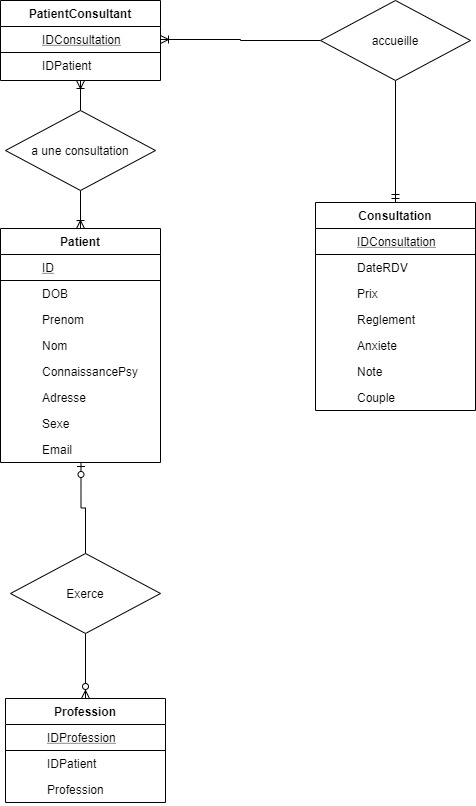 PatientConsultant
IDConsultation
IDPatient
accueille
a une consultation
Patient
ID
DOB
Prenom
Nom
ConnaissancePsy
Adresse
Sexe
Email
Consultation
IDConsultation
DateRDV
Prix
Reglement
Anxiete
Note
Couple
Exerce
Profession
IDProfession
IDPatient
Profession